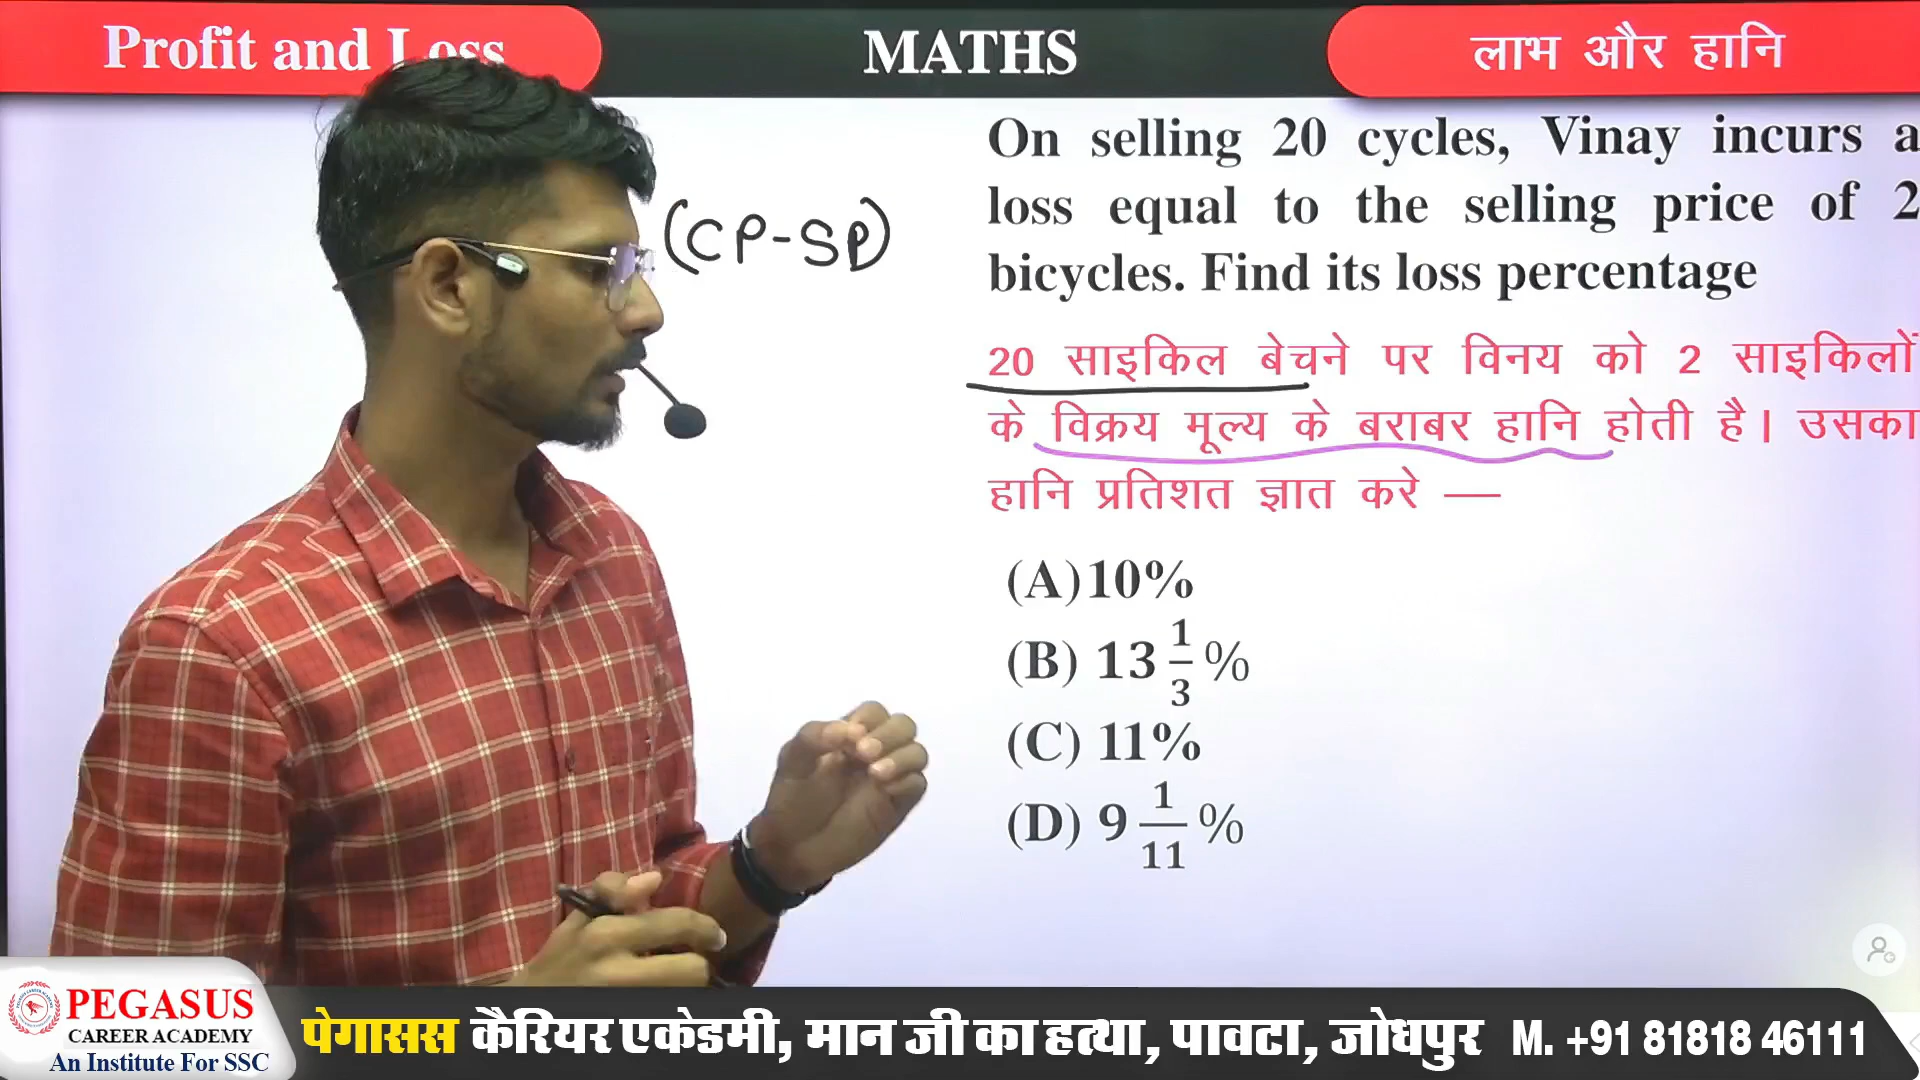 Profit and Loss
MATHS
लाभ और हानि
(CP-SP)
On selling 20 cycles, Vinay incurs a
loss equal to the selling price of 2
bicycles. Find its loss percentage
20 साइकिल बेचने पर विनय को 2 साइकिलों
के विक्रय मूल्य के बराबर हानि होती है। उसका
हानि प्रतिशत ज्ञात करे —
(A) 10%
(B) 13 1/3 %
(C) 11%
(D) 9 1/11 %
PEGASUS
CAREER ACADEMY
An Institute For SSC
पेगासस कैरियर एकेडमी, मान जी का हत्था, पावटा, जोधपुर M. +91 81818 46111